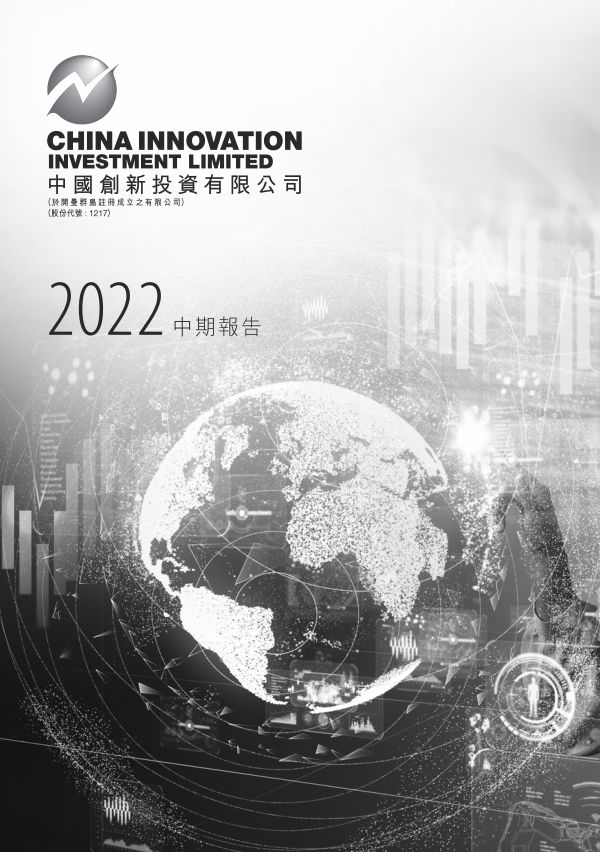 CHINA INNOVATION
INVESTMENT LIMITED
中國創新投資有限公司
(於開曼群島註冊成立之有限公司)
(股份代號 : 1217)
2022 中期報告